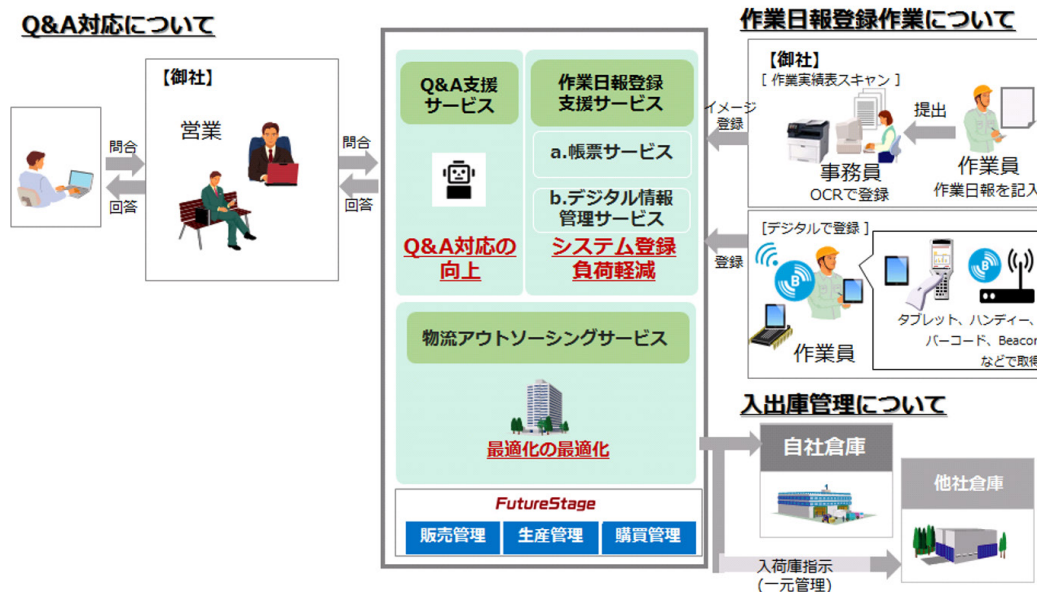 Q&A対応について
【御社】
営業
問合
回答
問合
回答
Q&A支援
サービス
Q&A対応の
向上
作業日報登録
支援サービス
a.帳票サービス
b.デジタル情報
管理サービス
システム登録
負荷軽減
物流アウトソーシングサービス
最適化の最適化
FutureStage
販売管理
生産管理
購買管理
作業日報登録作業について
【御社】
[ 作業実績表スキャン ]
イメージ
登録
提出
事務員
OCRで登録
作業員
作業日報を記入
[デジタルで登録 ]
登録
B
B
作業員
タブレット、ハンディー、
バーコード、Beacon
などで取得
入出庫管理について
自社倉庫
他社倉庫
入荷庫指示
(一元管理)